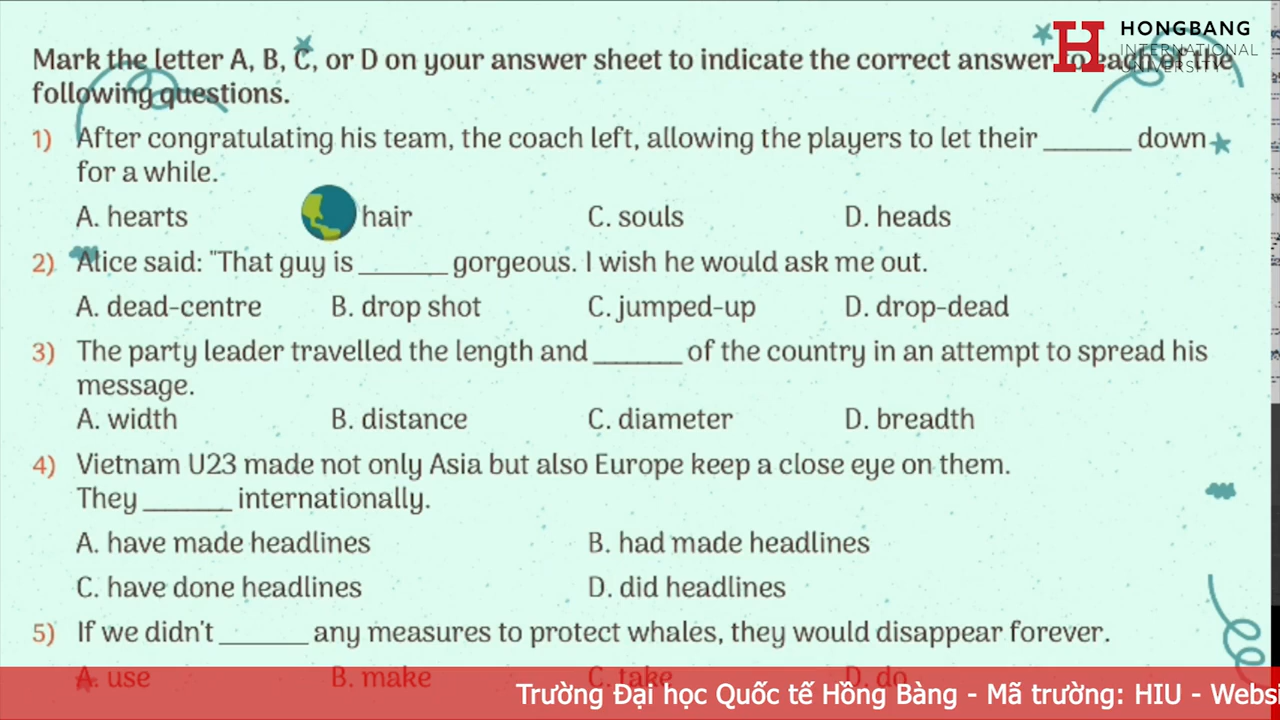 HONGBANG
INTERNATIONAL
UNIVERSITY
Mark the letter A, B, C, or D on your answer sheet to indicate the correct answer to each of the
following questions.
1) After congratulating his team, the coach left, allowing the players to let their ______ down
for a while.
A. hearts hair C. souls D. heads
2) Alice said: "That guy is ______ gorgeous. I wish he would ask me out.
A. dead-centre B. drop shot C. jumped-up D. drop-dead
3) The party leader travelled the length and ______ of the country in an attempt to spread his
message.
A. width B. distance C. diameter D. breadth
4) Vietnam U23 made not only Asia but also Europe keep a close eye on them.
They ______ internationally.
A. have made headlines B. had made headlines
C. have done headlines D. did headlines
5) If we didn't ______ any measures to protect whales, they would disappear forever.
A. use B. make C. take D. do
Trường Đại học Quốc tế Hồng Bàng - Mã trường: HIU - Websi